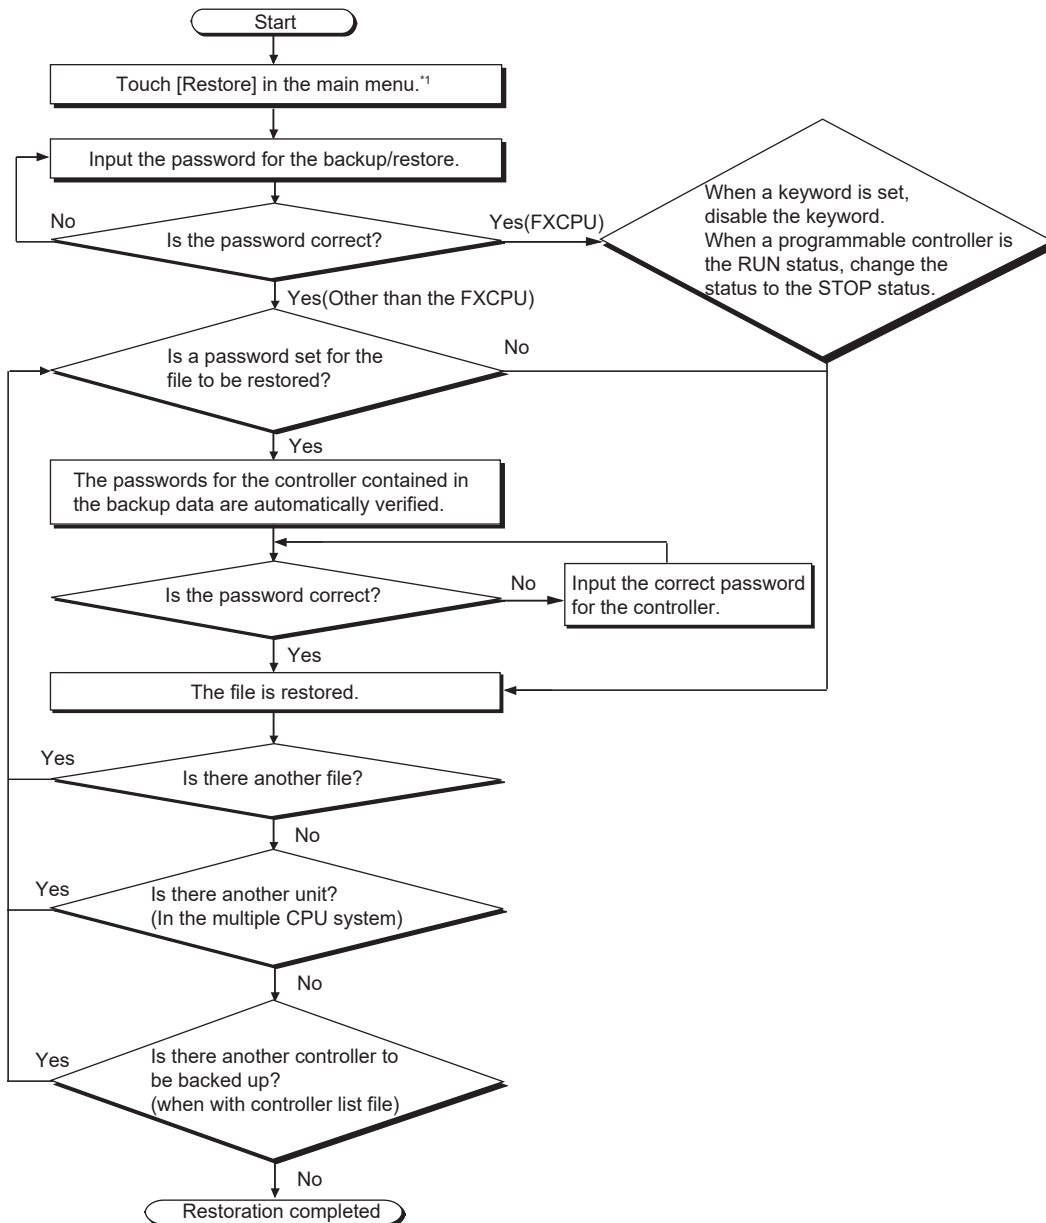 Start
Touch [Restore] in the main menu.*1
Input the password for the backup/restore.
No
Is the password correct?
Yes(FXCPU)
When a keyword is set,
disable the keyword.
When a programmable controller is
the RUN status, change the
status to the STOP status.
Yes(Other than the FXCPU)
Is a password set for the
file to be restored?
No
Yes
The passwords for the controller contained in
the backup data are automatically verified.
Is the password correct?
No
Input the correct password
for the controller.
Yes
The file is restored.
Yes
Is there another file?
No
Yes
Is there another unit?
(In the multiple CPU system)
No
Yes
Is there another controller to
be backed up?
(when with controller list file)
No
Restoration completed